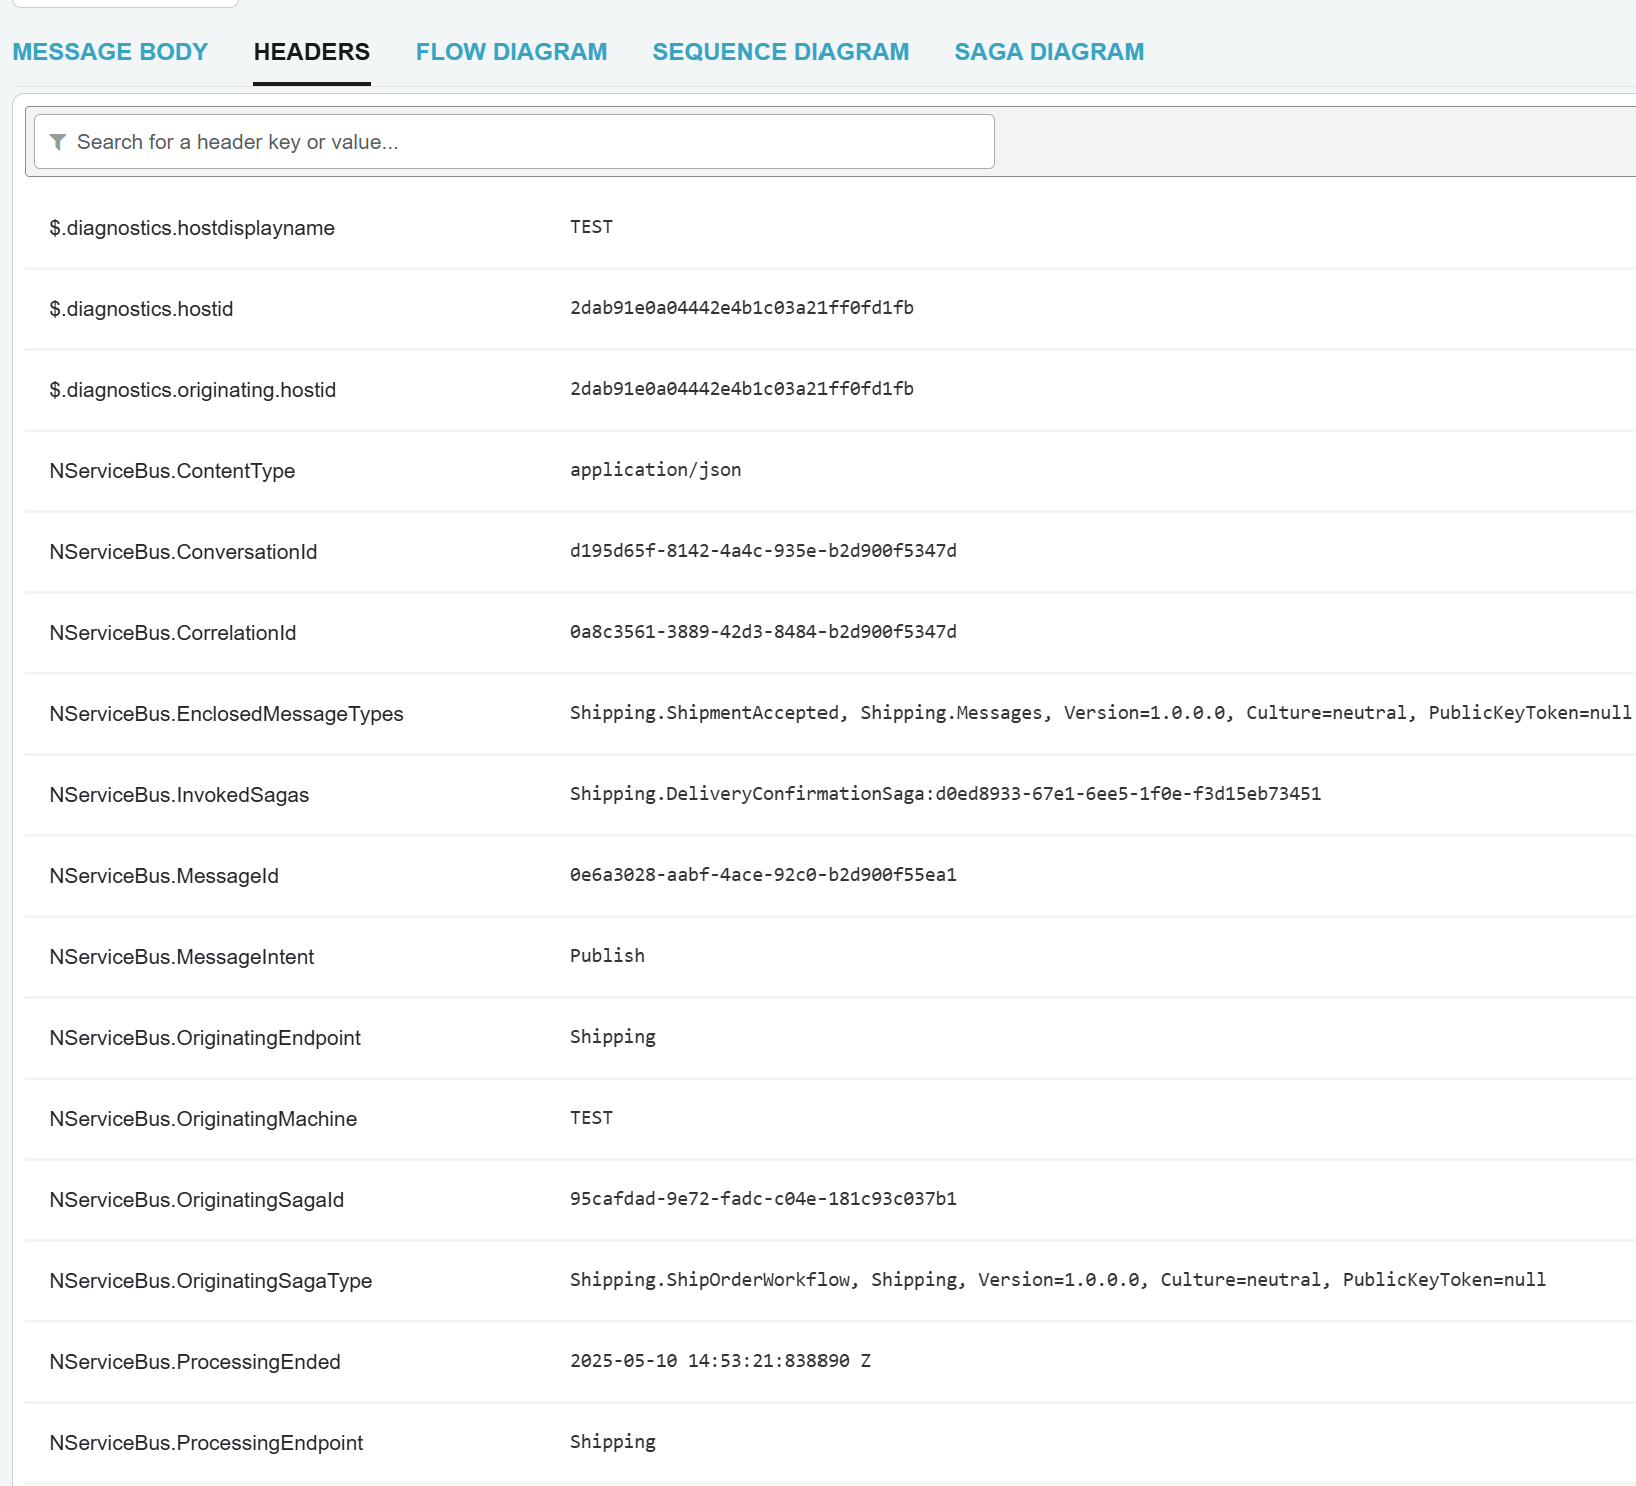 MESSAGE BODY HEADERS FLOW DIAGRAM SEQUENCE DIAGRAM SAGA DIAGRAM
Search for a header key or value...
$.diagnostics.hostdisplayname TEST
$.diagnostics.hostid 2dab91e0a04442e4b1c03a21ff0fd1fb
$.diagnostics.originating.hostid 2dab91e0a04442e4b1c03a21ff0fd1fb
NServiceBus.ContentType application/json
NServiceBus.ConversationId d195d65f-8142-4a4c-935e-b2d900f5347d
NServiceBus.CorrelationId 0a8c3561-3889-42d3-8484-b2d900f5347d
NServiceBus.EnclosedMessageTypes Shipping.ShipmentAccepted, Shipping.Messages, Version=1.0.0.0, Culture=neutral, PublicKeyToken=null
NServiceBus.InvokedSagas Shipping.DeliveryConfirmationSaga:d0ed8933-67e1-6ee5-1f0e-f3d15eb73451
NServiceBus.MessageId 0e6a3028-aabf-4ace-92c0-b2d900f55ea1
NServiceBus.MessageIntent Publish
NServiceBus.OriginatingEndpoint Shipping
NServiceBus.OriginatingMachine TEST
NServiceBus.OriginatingSagaId 95cafdad-9e72-fadc-c04e-181c93c037b1
NServiceBus.OriginatingSagaType Shipping.ShipOrderWorkflow, Shipping, Version=1.0.0.0, Culture=neutral, PublicKeyToken=null
NServiceBus.ProcessingEnded 2025-05-10 14:53:21:838890 Z
NServiceBus.ProcessingEndpoint Shipping